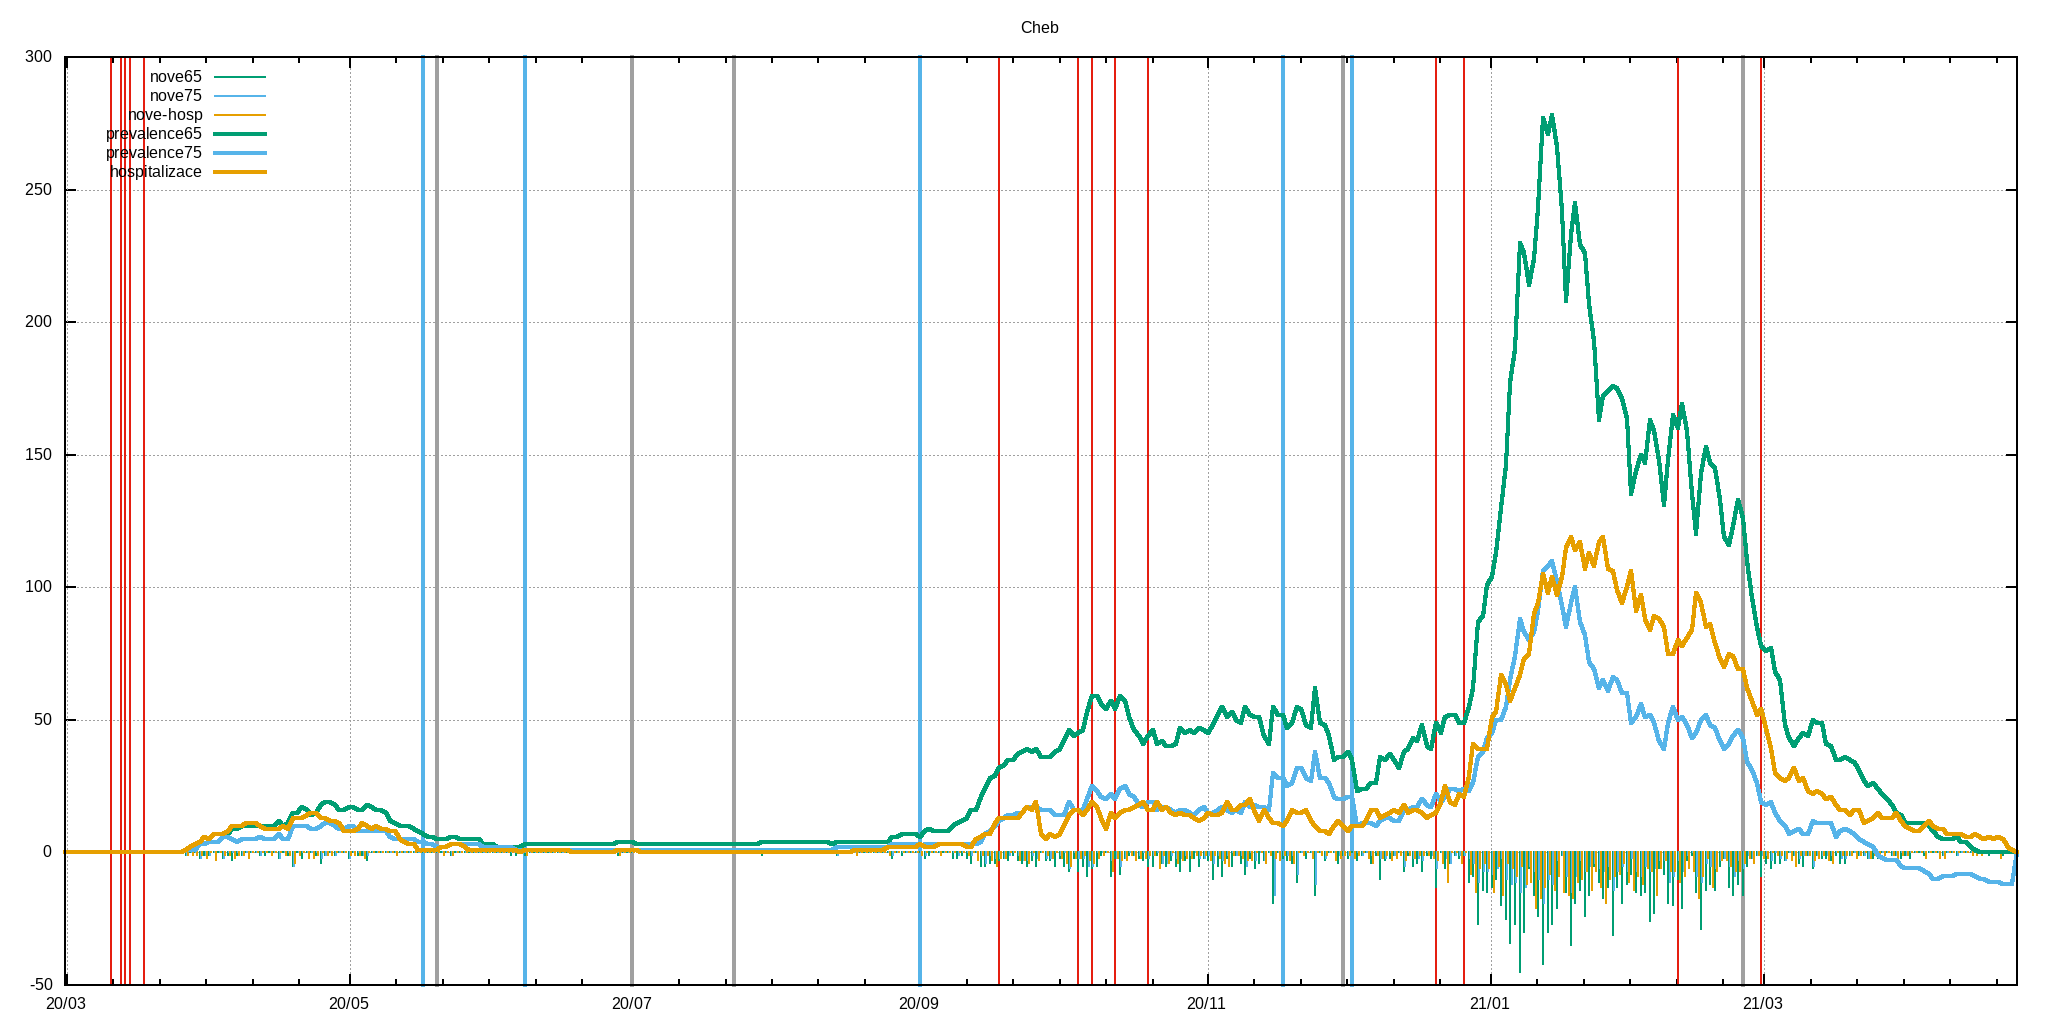 Cheb
300
nove65
nove75
nove-hosp
prevalence65
prevalence75
hospitalizace
250
200
150
100
50
0
-50
20/03 20/05 20/07 20/09 20/11 21/01 21/03